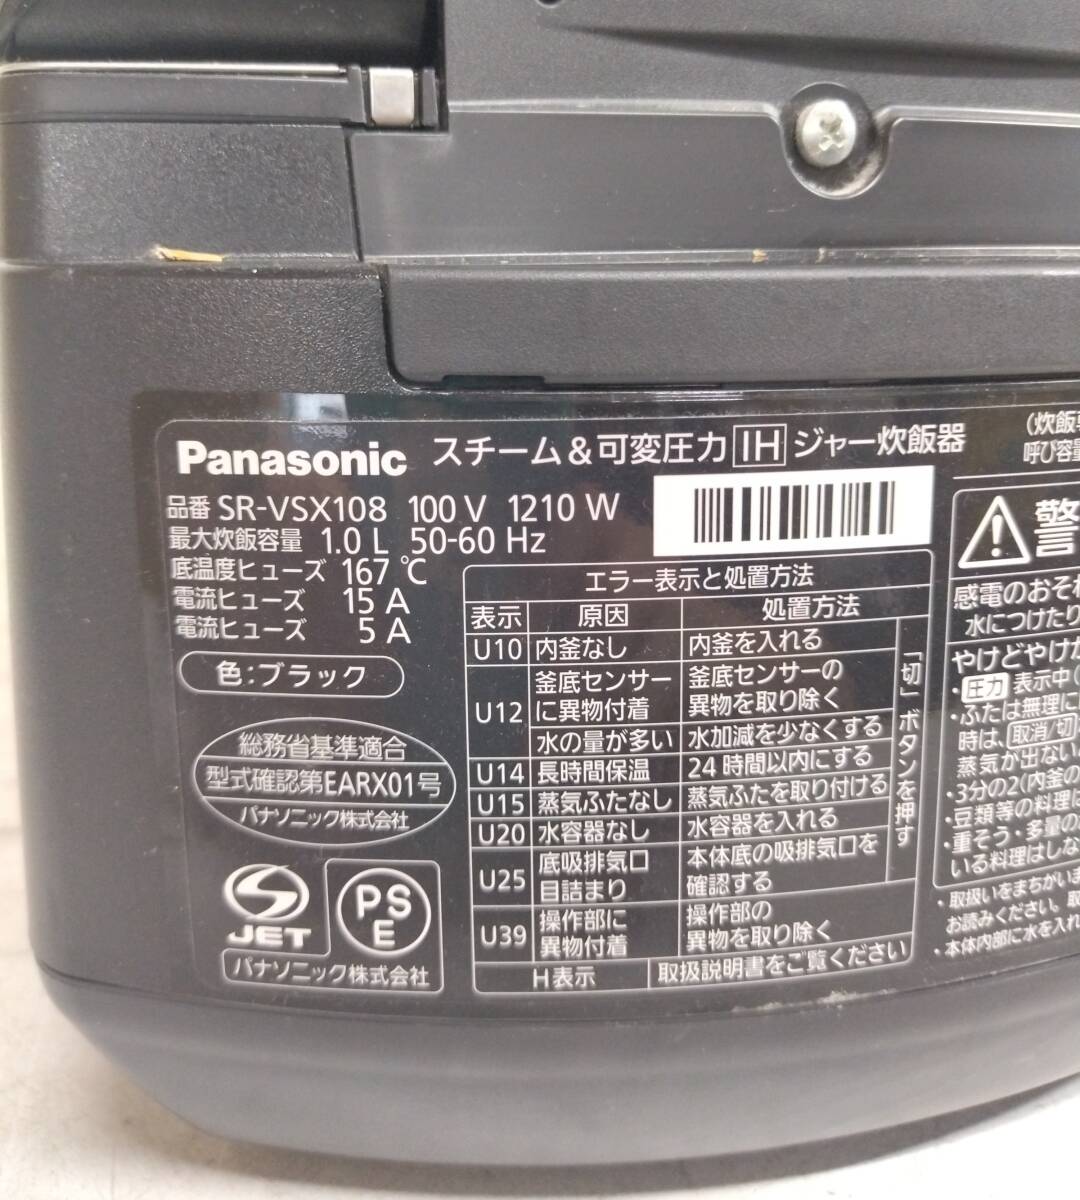 Panasonic スチーム&可変圧力 IH ジャー炊飯器
品番 SR-VSX108 100 V 1210 W
最大炊飯容量 1.0 L 50-60 Hz
底温度ヒューズ 167 ℃
電流ヒューズ 15 A
電流ヒューズ 5 A
色:ブラック
総務省基準適合
型式確認第EARX01号
パナソニック株式会社
JET
PSE
パナソニック株式会社
エラー表示と処置方法
表示 原因 処置方法
U10 内釜なし 内釜を入れる
U12 釜底センサーに異物付着 釜底センサーの異物を取り除く
水の量が多い 水加減を少なくする
U14 長時間保温 24時間以内にする
U15 蒸気ふたなし 蒸気ふたを取り付ける
U20 水容器なし 水容器を入れる
U25 底吸排気口目詰まり 本体底の吸排気口を確認する
U39 操作部に異物付着 操作部の異物を取り除く
「切」ボタンを押す
H表示 取扱説明書をご覧ください
(炊飯
呼び容量
警
感電のおそれ
水につけたり
やけどやけが
・圧力 表示中
・ふたは無理に
時は、取消/切
蒸気が出ない
・3分の2(内釜の
・豆類等の料理は
・重そう・多量の
いる料理はしな
・取扱いをまちがいま
お読みください。取
・本体内部に水を入れ